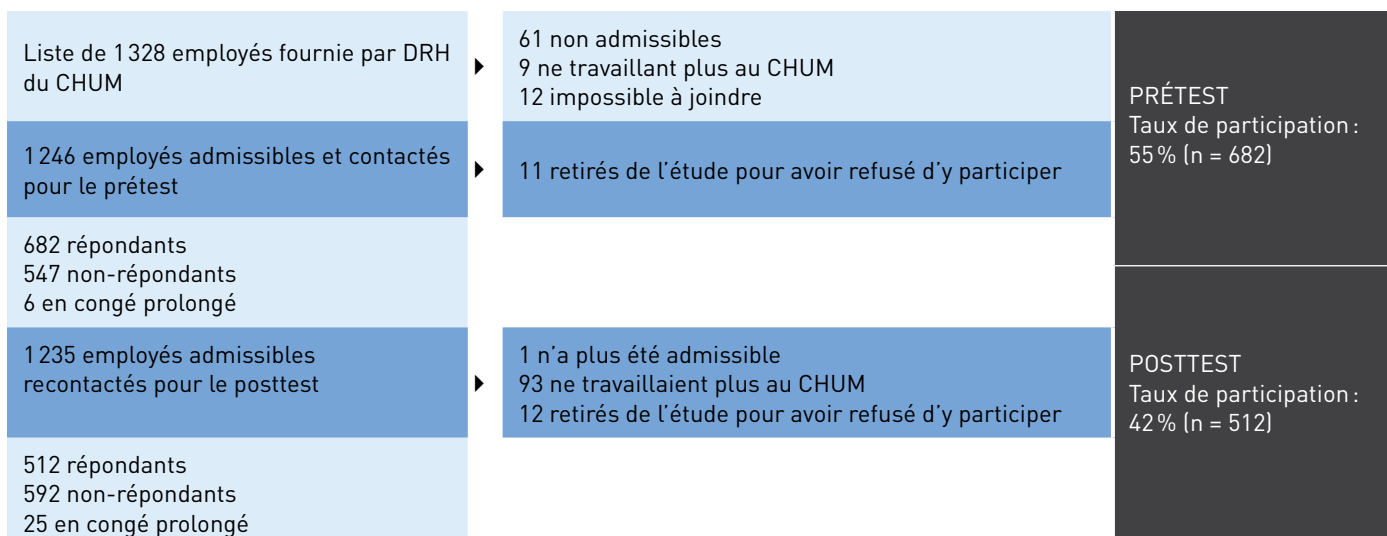 Liste de 1 328 employés fournie par DRH
du CHUM
61 non admissibles
9 ne travaillant plus au CHUM
12 impossible à joindre
1 246 employés admissibles et contactés
pour le prétest
11 retirés de l’étude pour avoir refusé d’y participer
682 répondants
547 non-répondants
6 en congé prolongé
PRÉTEST
Taux de participation :
55 % (n = 682)
1 235 employés admissibles
recontactés pour le posttest
1 n’a plus été admissible
93 ne travaillaient plus au CHUM
12 retirés de l’étude pour avoir refusé d’y participer
512 répondants
592 non-répondants
25 en congé prolongé
POSTTEST
Taux de participation :
42 % (n = 512)